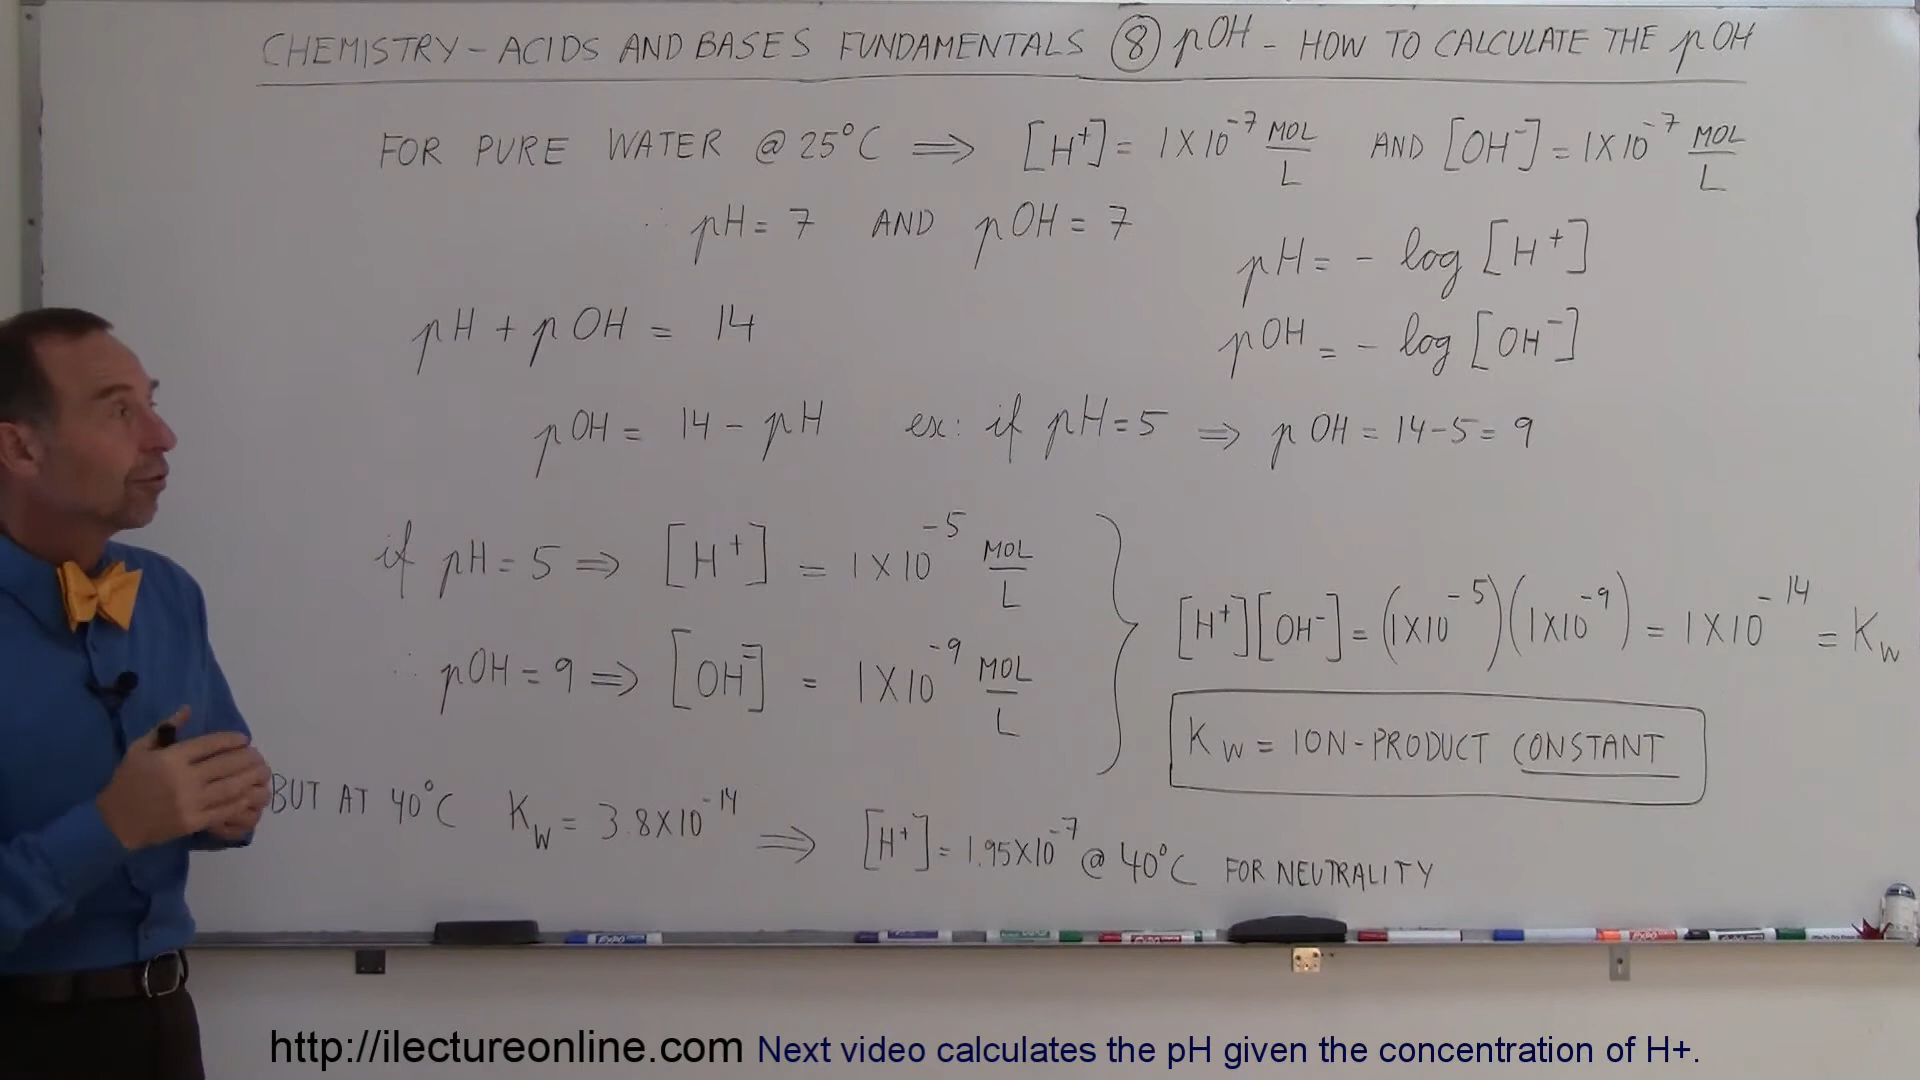 CHEMISTRY - ACIDS AND BASES FUNDAMENTALS ⑧ pOH - HOW TO CALCULATE THE pOH
FOR PURE WATER @ 25°C ⇒ [H⁺] = 1X10⁻⁷ MOL/L AND [OH⁻] = 1X10⁻⁷ MOL/L
∴ pH = 7 AND pOH = 7
pH = - log [H⁺]
pH + pOH = 14
pOH = - log [OH⁻]
pOH = 14 - pH ex: if pH = 5 ⇒ pOH = 14-5 = 9
if pH = 5 ⇒ [H⁺] = 1X10⁻⁵ MOL/L
∴ pOH = 9 ⇒ [OH⁻] = 1X10⁻⁹ MOL/L
[H⁺][OH⁻] = (1X10⁻⁵)(1X10⁻⁹) = 1X10⁻¹⁴ = Kw
Kw = ION-PRODUCT CONSTANT
BUT AT 40°C Kw = 3.8X10⁻¹⁴ ⇒ [H⁺] = 1.95X10⁻⁷ @ 40°C FOR NEUTRALITY
EXPO
http://ilectureonline.com Next video calculates the pH given the concentration of H+.